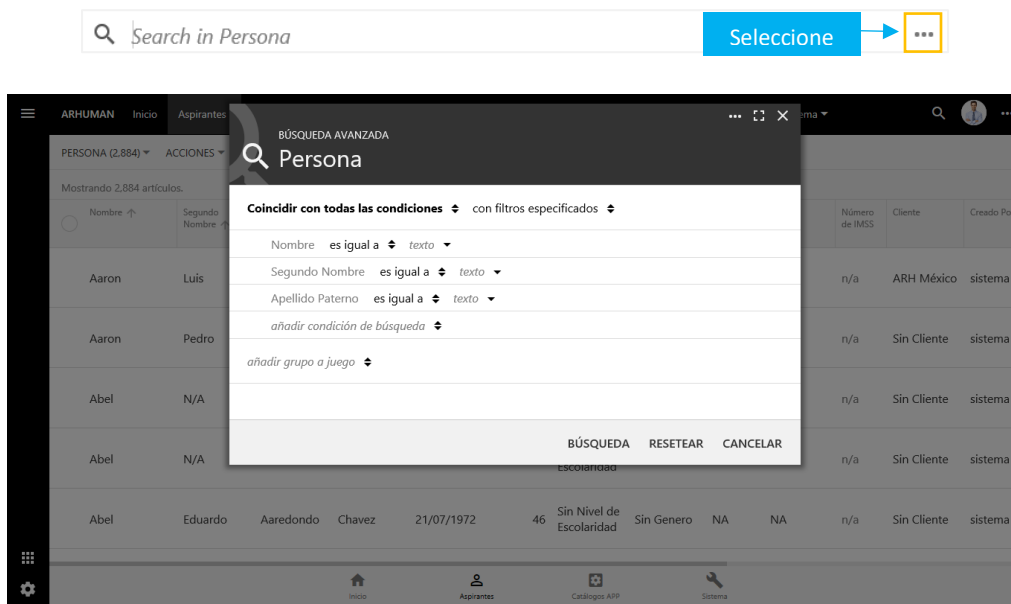 Search in Persona
Seleccione
ARHUMAN Inicio Aspirantes ema
PERSONA (2,884) ACCIONES
Mostrando 2,884 artículos.
BÚSQUEDA AVANZADA
Persona
Coincidir con todas las condiciones con filtros especificados
Nombre es igual a texto
Segundo Nombre es igual a texto
Apellido Paterno es igual a texto
añadir condición de búsqueda
añadir grupo a juego
BÚSQUEDA RESETEAR CANCELAR
Nombre Segundo Nombre Número de IMSS Cliente Creado Po
Aaron Luis n/a ARH México sistema
Aaron Pedro n/a Sin Cliente sistema
Abel N/A n/a Sin Cliente sistema
Abel N/A Escolaridad n/a Sin Cliente sistema
Abel Eduardo Aaredondo Chavez 21/07/1972 46 Sin Nivel de Escolaridad Sin Genero NA NA n/a Sin Cliente sistema
Inicio Aspirantes Catálogos APP Sistema